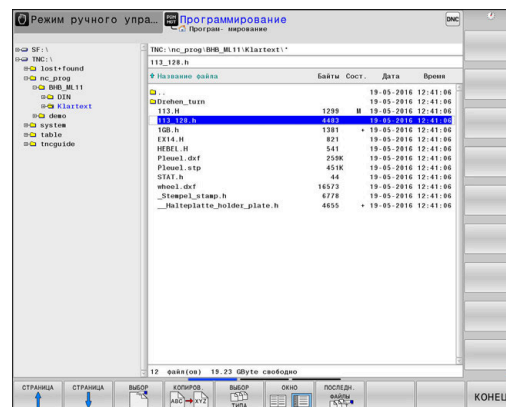 Режим ручного упра...
PGM
Программирование
Програм- мирование
DNC
SF:\
TNC:\
lost+found
nc_prog
BHB_ML11
DIN
Klartext
demo
system
table
tncguide
TNC:\nc_prog\BHB_ML11\Klartext\*
113_128.h
Название файла Байты Сост. Дата Время
.. 19-05-2016 12:41:06
Drehen_turn 19-05-2016 12:41:06
113.H 1299 M 19-05-2016 12:41:06
113_128.h 4403 19-05-2016 12:41:06
1GB.h 1381 + 19-05-2016 12:41:06
EX14.H 821 19-05-2016 12:41:06
HEBEL.H 541 19-05-2016 12:41:06
Pleuel.dxf 259K 19-05-2016 12:41:06
Pleuel.stp 451K 19-05-2016 12:41:06
STAT.h 44 19-05-2016 12:41:06
wheel.dxf 16573 19-05-2016 12:41:06
_Stempel_stamp.h 6778 19-05-2016 12:41:06
__Halteplatte_holder_plate.h 4655 + 19-05-2016 12:41:06
12 файл(ов) 19.23 GByte свободно
СТРАНИЦА
СТРАНИЦА
ВЫБОР
КОПИРОВ.
ABC XYZ
ВЫБОР
ТИПА
ОКНО
ПОСЛЕДН.
ФАЙЛЫ
КОНЕЦ